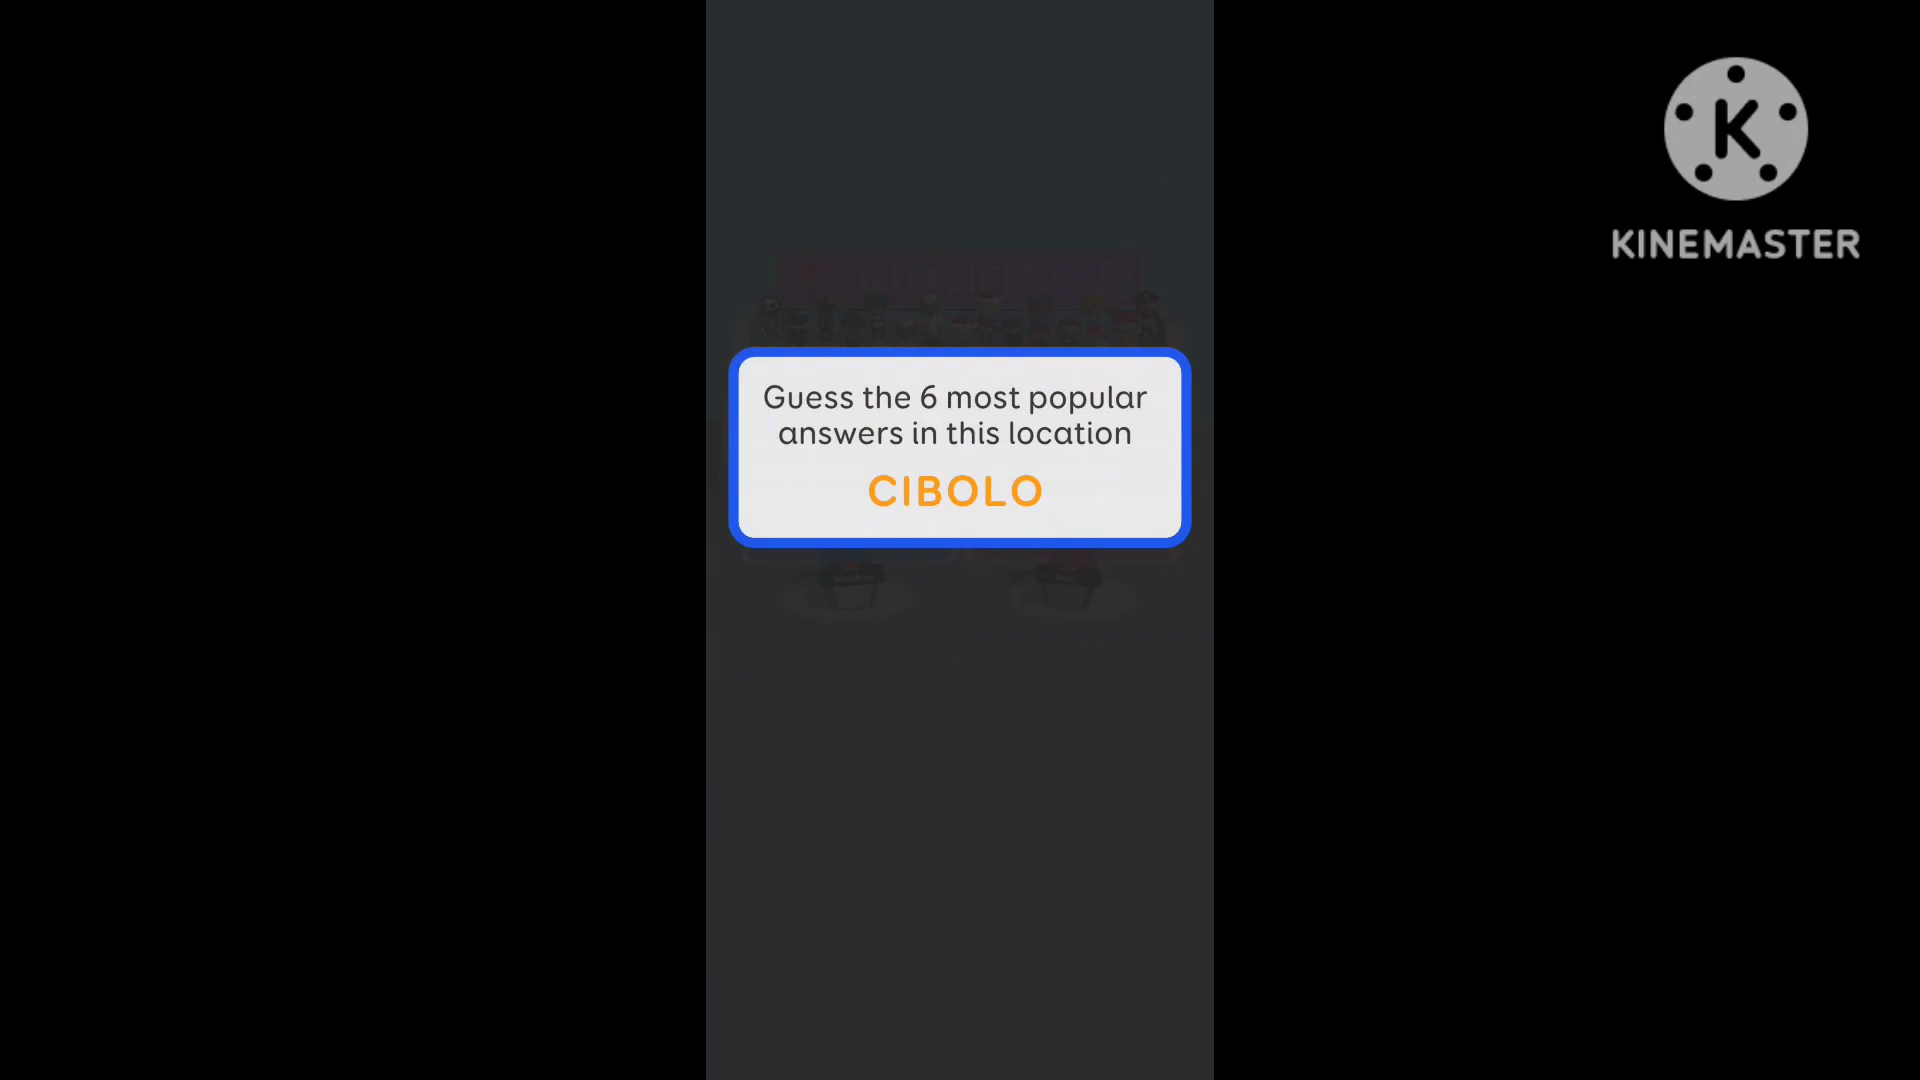 K
KINEMASTER
Guess the 6 most popular
answers in this location
CIBOLO